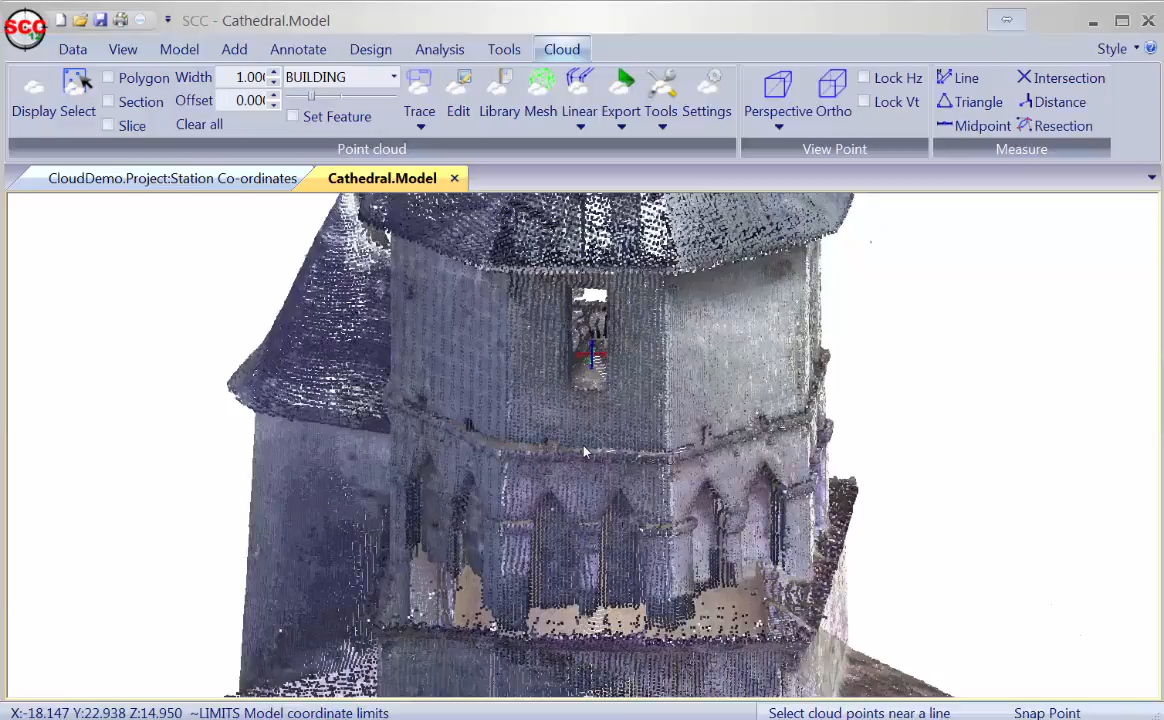 SCC - Cathedral.Model
SCC
Data View Model Add Annotate Design Analysis Tools Cloud Style
Polygon Width 1.00 BUILDING
Section Offset 0.00
Slice Clear all Set Feature
Display Select Trace Edit Library Mesh Linear Export Tools Settings
Point cloud
Perspective Ortho Lock Hz
Lock Vt
View Point
Line Intersection
Triangle Distance
Midpoint Resection
Measure
CloudDemo.Project:Station Co-ordinates Cathedral.Model
X:-18.147 Y:22.938 Z:14.950 ~LIMITS Model coordinate limits Select cloud points near a line Snap Point